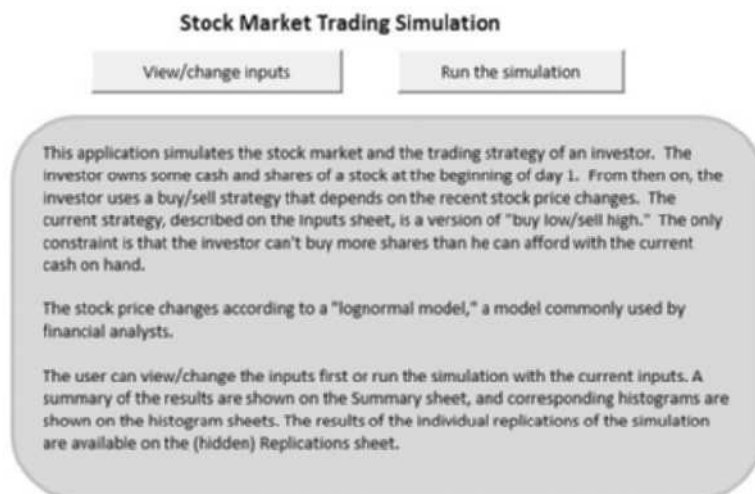 Stock Market Trading Simulation
View/change inputs
Run the simulation
This application simulates the stock market and the trading strategy of an investor. The
investor owns some cash and shares of a stock at the beginning of day 1. From then on, the
investor uses a buy/sell strategy that depends on the recent stock price changes. The
current strategy, described on the Inputs sheet, is a version of "buy low/sell high." The only
constraint is that the investor can't buy more shares than he can afford with the current
cash on hand.
The stock price changes according to a "lognormal model," a model commonly used by
financial analysts.
The user can view/change the inputs first or run the simulation with the current inputs. A
summary of the results are shown on the Summary sheet, and corresponding histograms are
shown on the histogram sheets. The results of the individual replications of the simulation
are available on the (hidden) Replications sheet.